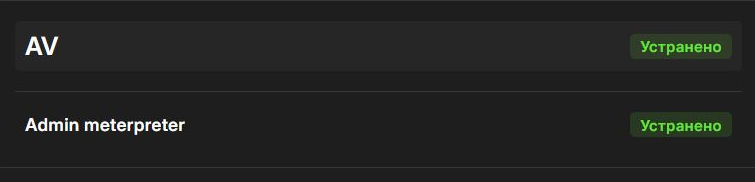 AV
Устранено
Admin meterpreter
Устранено